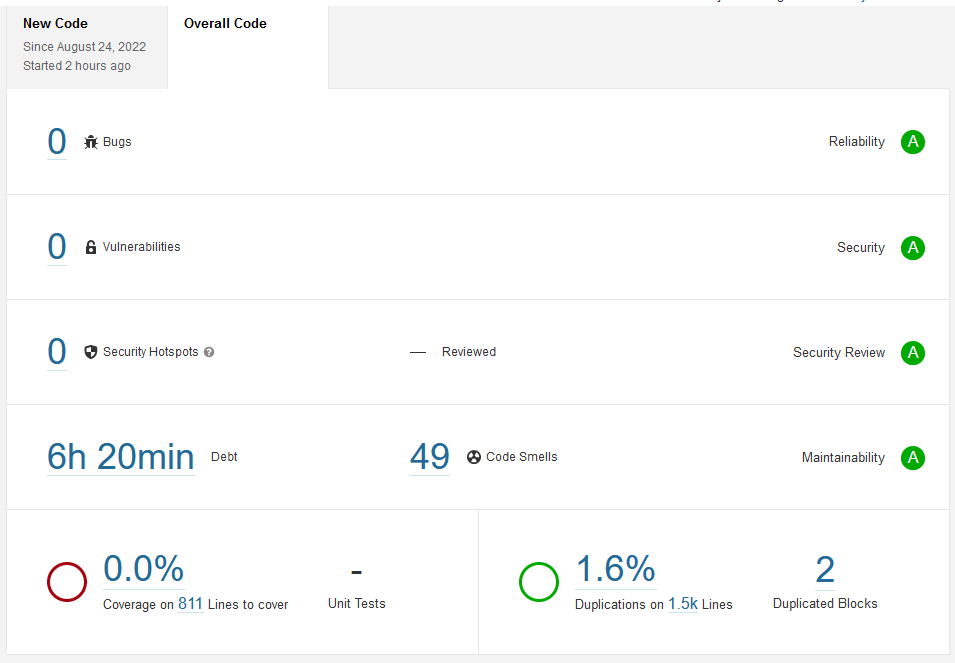 New Code
Overall Code
Since August 24, 2022
Started 2 hours ago
0 Bugs
Reliability A
0 Vulnerabilities
Security A
0 Security Hotspots ?
— Reviewed
Security Review A
6h 20min Debt
49 Code Smells
Maintainability A
0.0%
Coverage on 811 Lines to cover
-
Unit Tests
1.6%
Duplications on 1.5k Lines
2
Duplicated Blocks